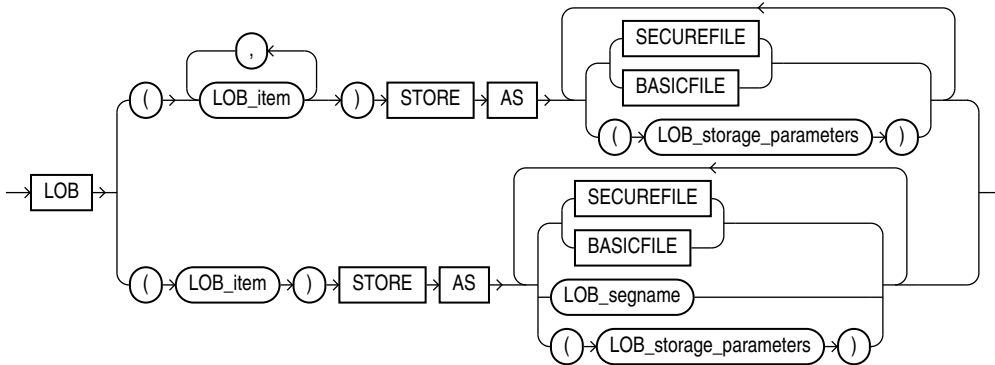 ,
SECUREFILE
BASICFILE
( LOB_item ) STORE AS
( LOB_storage_parameters )
LOB
SECUREFILE
BASICFILE
( LOB_item ) STORE AS
LOB_segname
( LOB_storage_parameters )